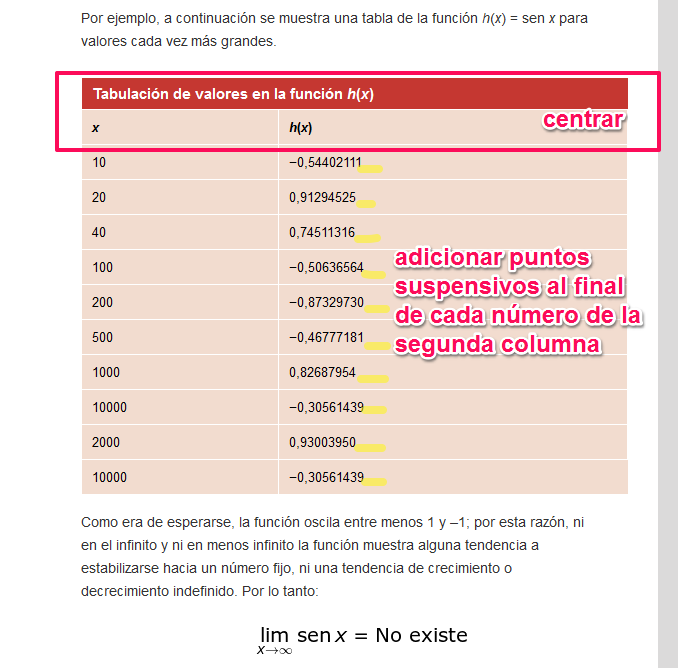 Por ejemplo, a continuación se muestra una tabla de la función h(x) = sen x para
valores cada vez más grandes.
Tabulación de valores en la función h(x)
centrar
x h(x)
10 −0,54402111
20 0,91294525
40 0,74511316
100 −0,50636564
200 −0,87329730
500 −0,46777181
1000 0,82687954
10000 −0,30561439
2000 0,93003950
10000 −0,30561439
adicionar puntos
suspensivos al final
de cada número de la
segunda columna
Como era de esperarse, la función oscila entre menos 1 y –1; por esta razón, ni
en el infinito y ni en menos infinito la función muestra alguna tendencia a
estabilizarse hacia un número fijo, ni una tendencia de crecimiento o
decrecimiento indefinido. Por lo tanto:
lim sen x = No existe
x→∞